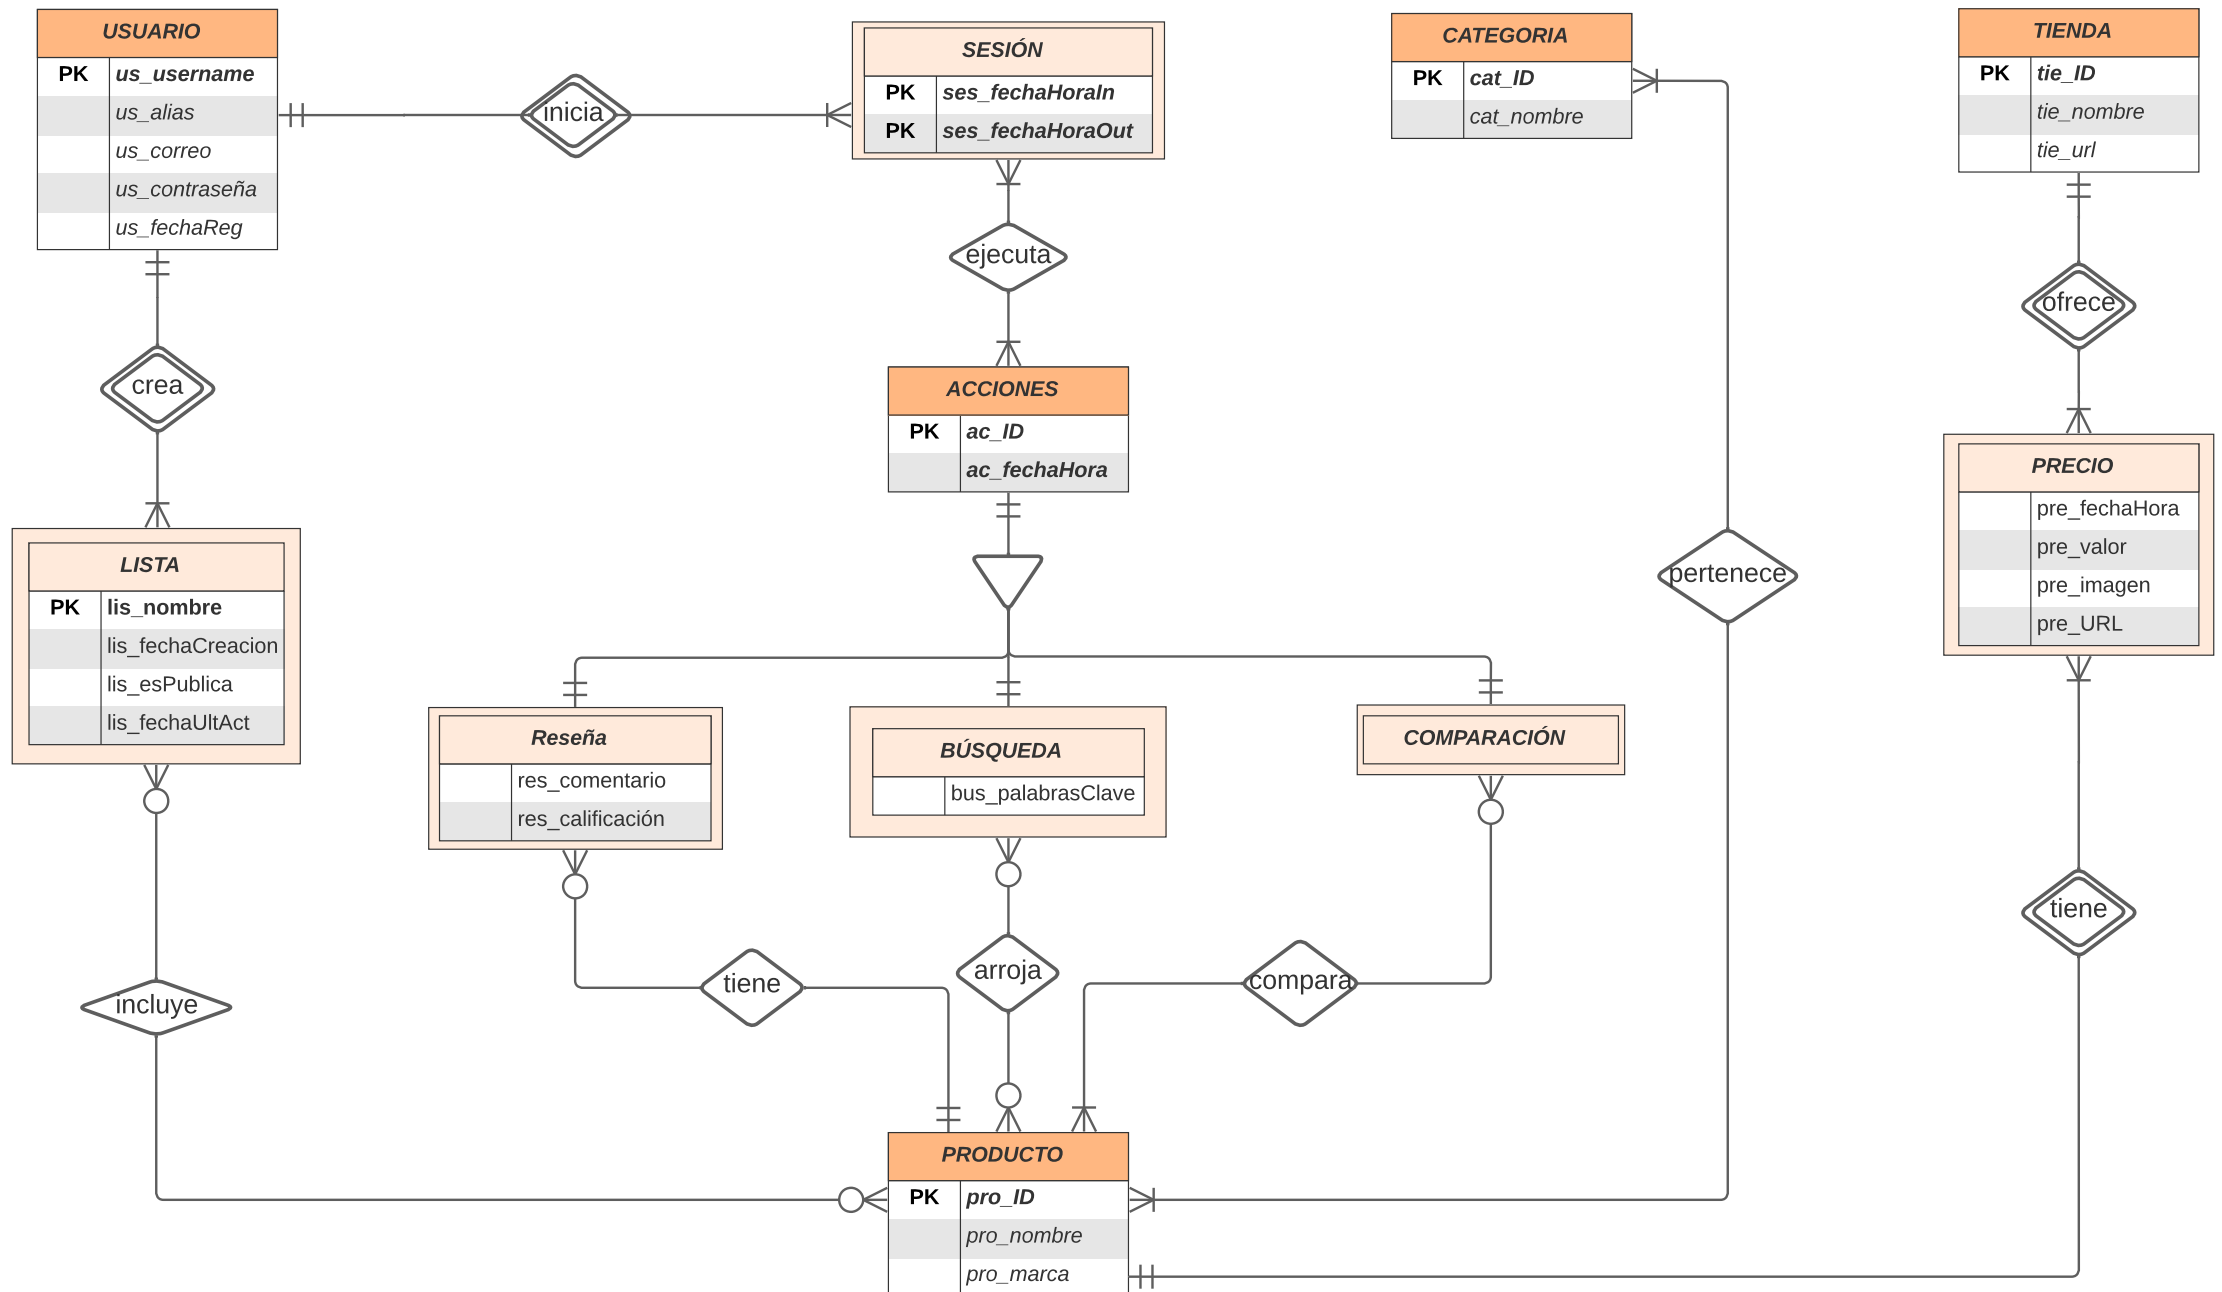 USUARIO
PK us_username
us_alias
us_correo
us_contraseña
us_fechaReg
inicia
SESIÓN
PK ses_fechaHoraIn
PK ses_fechaHoraOut
CATEGORIA
PK cat_ID
cat_nombre
TIENDA
PK tie_ID
tie_nombre
tie_url
ejecuta
ofrece
crea
ACCIONES
PK ac_ID
ac_fechaHora
PRECIO
pre_fechaHora
pre_valor
pre_imagen
pre_URL
pertenece
LISTA
PK lis_nombre
lis_fechaCreacion
lis_esPublica
lis_fechaUltAct
Reseña
res_comentario
res_calificación
BÚSQUEDA
bus_palabrasClave
COMPARACIÓN
tiene
incluye
tiene
arroja
compara
PRODUCTO
PK pro_ID
pro_nombre
pro_marca